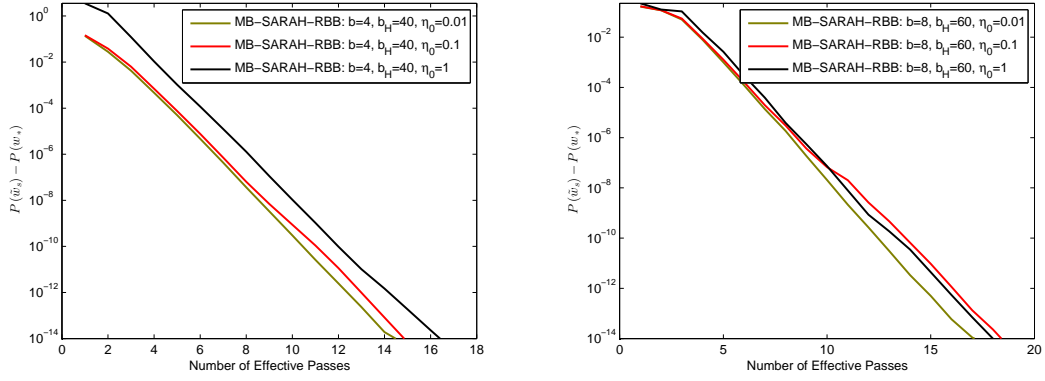 MB−SARAH−RBB: b=4, b_H=40, η_0=0.01
MB−SARAH−RBB: b=4, b_H=40, η_0=0.1
MB−SARAH−RBB: b=4, b_H=40, η_0=1
10^0
10^−2
10^−4
10^−6
10^−8
10^−10
10^−12
10^−14
P (w̃_s) − P (w_*)
0 2 4 6 8 10 12 14 16 18
Number of Effective Passes
MB−SARAH−RBB: b=8, b_H=60, η_0=0.01
MB−SARAH−RBB: b=8, b_H=60, η_0=0.1
MB−SARAH−RBB: b=8, b_H=60, η_0=1
10^−2
10^−4
10^−6
10^−8
10^−10
10^−12
10^−14
P (w̃_s) − P (w_*)
0 5 10 15 20
Number of Effective Passes